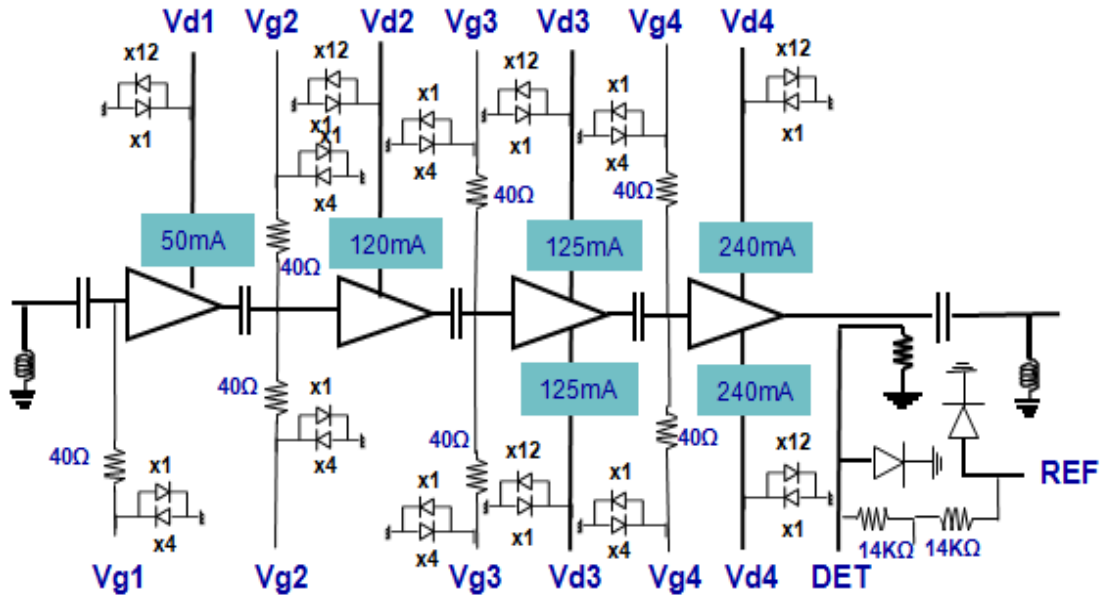 Vd1 Vg2 Vd2 Vg3 Vd3 Vg4 Vd4
x12 x12 x12 x12
x1 x1
x1 x1 x1 x1 x1
x4 x4 x1
x4
40Ω 40Ω
50mA 120mA 125mA 240mA
40Ω
125mA 240mA
40Ω x1 40Ω 40Ω
x12 x12
40Ω x1 x4 x1 x1 REF
x4 x4 x1 x4 x1 14KΩ 14KΩ
Vg1 Vg2 Vg3 Vd3 Vg4 Vd4 DET